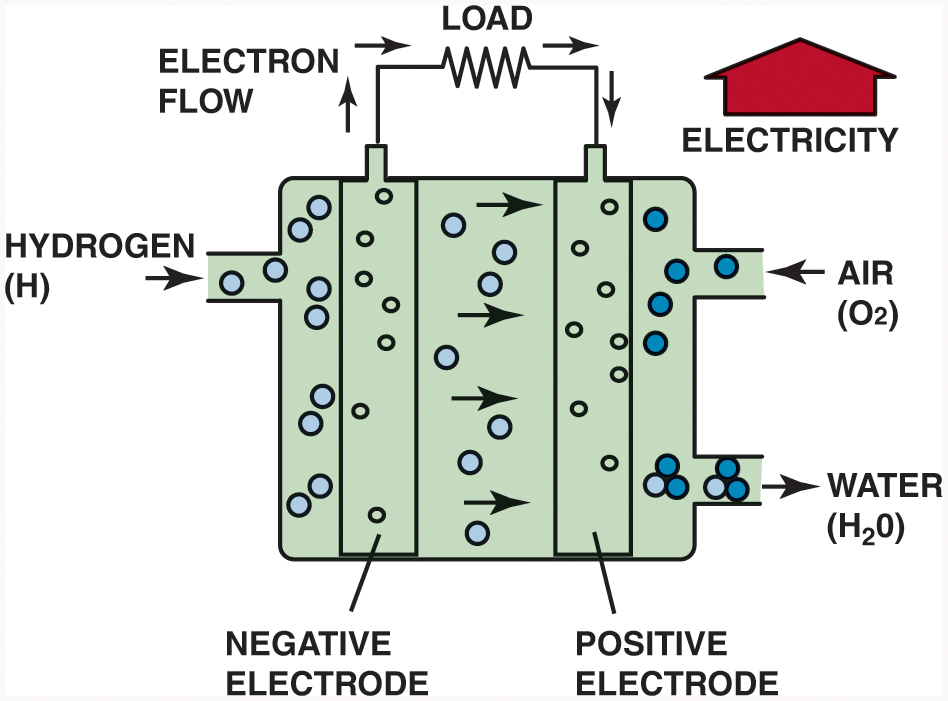 LOAD
ELECTRON
FLOW
ELECTRICITY
HYDROGEN
(H)
AIR
(O2)
WATER
(H20)
NEGATIVE
ELECTRODE
POSITIVE
ELECTRODE